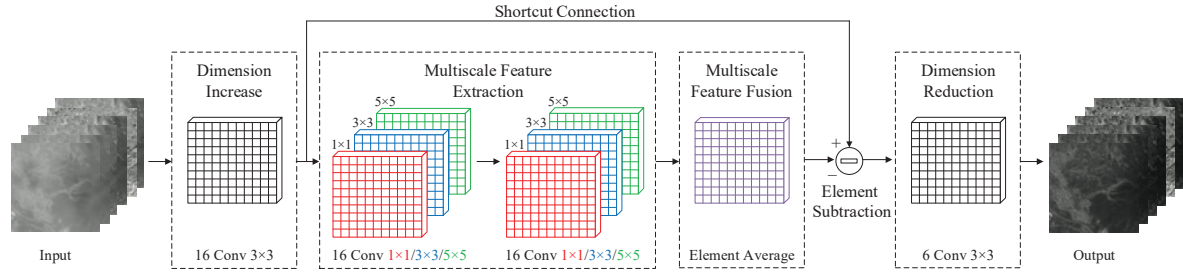 Shortcut Connection
Dimension
Increase
Multiscale Feature
Extraction
Multiscale
Feature Fusion
Dimension
Reduction
5×5
3×3
1×1
5×5
3×3
1×1
+
−
Element
Subtraction
Input
16 Conv 3×3
16 Conv 1×1/3×3/5×5
16 Conv 1×1/3×3/5×5
Element Average
6 Conv 3×3
Output